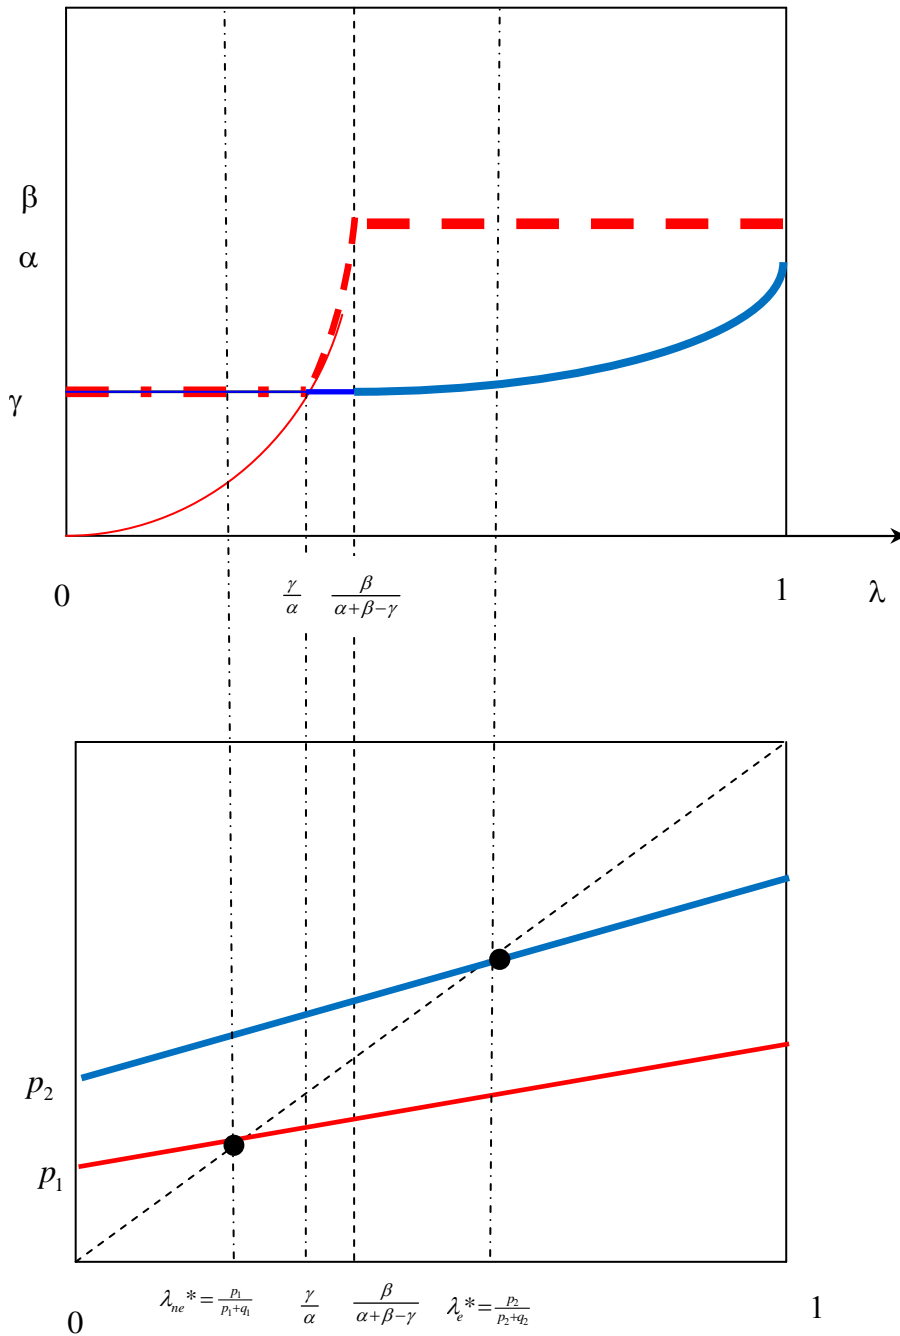 β
α
γ
0 γ/α β/(α+β−γ) 1 λ
p₂
p₁
0 λₙₑ* = p₁/(p₁+q₁) γ/α β/(α+β−γ) λₑ* = p₂/(p₂+q₂) 1